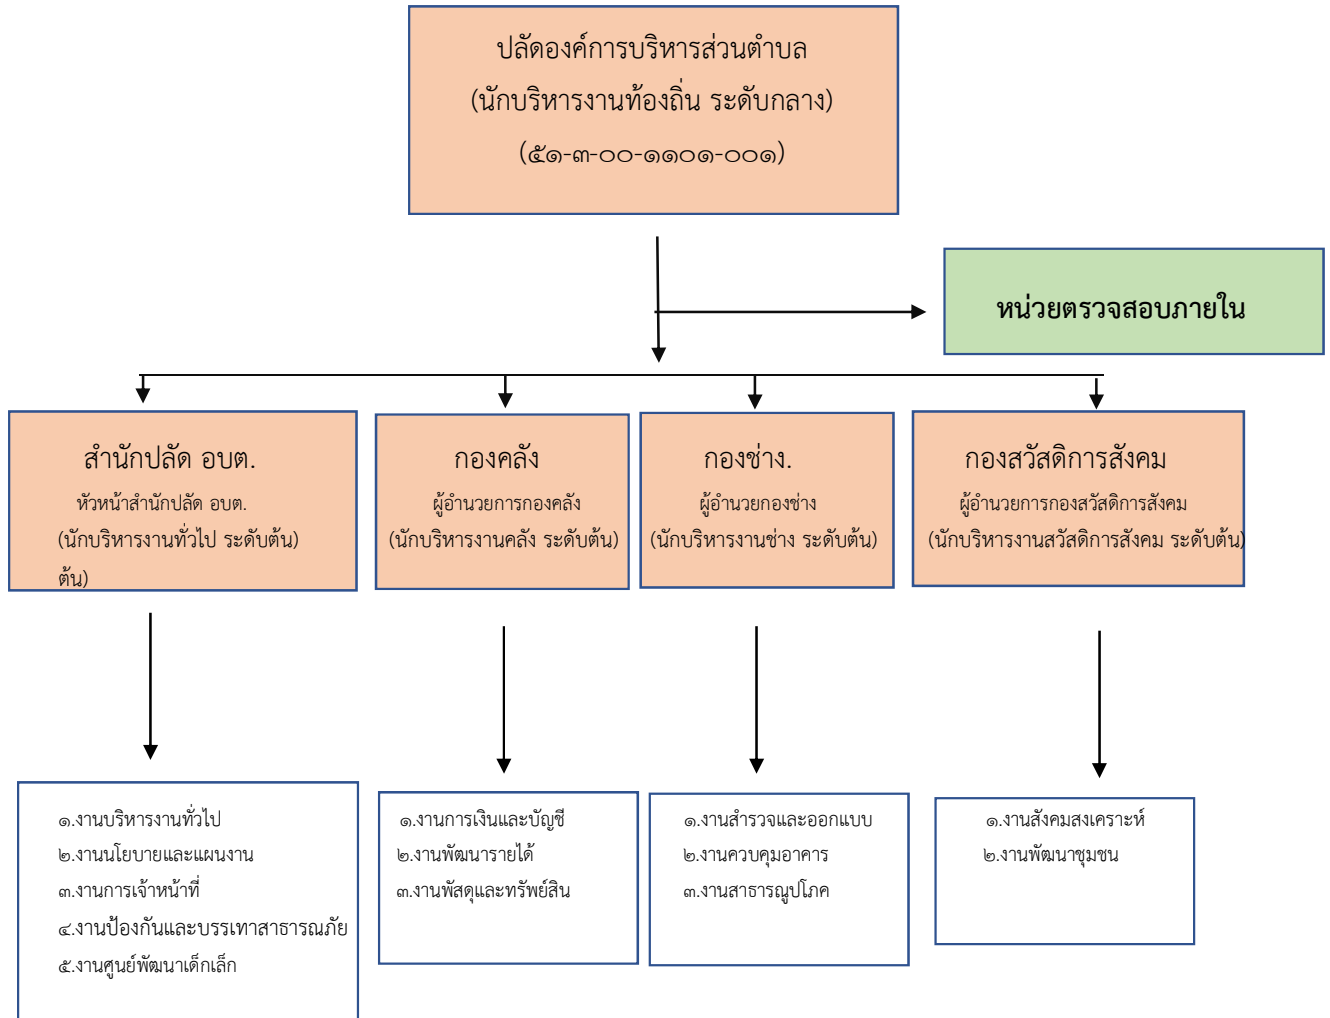 ปลัดองค์การบริหารส่วนตำบล
(นักบริหารงานท้องถิ่น ระดับกลาง)
(๕๑-๓-๐๐-๑๑๐๑-๐๐๑)
หน่วยตรวจสอบภายใน
สำนักปลัด อบต.
หัวหน้าสำนักปลัด อบต.
(นักบริหารงานทั่วไป ระดับต้น)
ต้น)
กองคลัง
ผู้อำนวยการกองคลัง
(นักบริหารงานคลัง ระดับต้น)
กองช่าง.
ผู้อำนวยกองช่าง
(นักบริหารงานช่าง ระดับต้น)
กองสวัสดิการสังคม
ผู้อำนวยการกองสวัสดิการสังคม
(นักบริหารงานสวัสดิการสังคม ระดับต้น)
๑.งานบริหารงานทั่วไป
๒.งานนโยบายและแผนงาน
๓.งานการเจ้าหน้าที่
๔.งานป้องกันและบรรเทาสาธารณภัย
๕.งานศูนย์พัฒนาเด็กเล็ก
๑.งานการเงินและบัญชี
๒.งานพัฒนารายได้
๓.งานพัสดุและทรัพย์สิน
๑.งานสำรวจและออกแบบ
๒.งานควบคุมอาคาร
๓.งานสาธารณูปโภค
๑.งานสังคมสงเคราะห์
๒.งานพัฒนาชุมชน